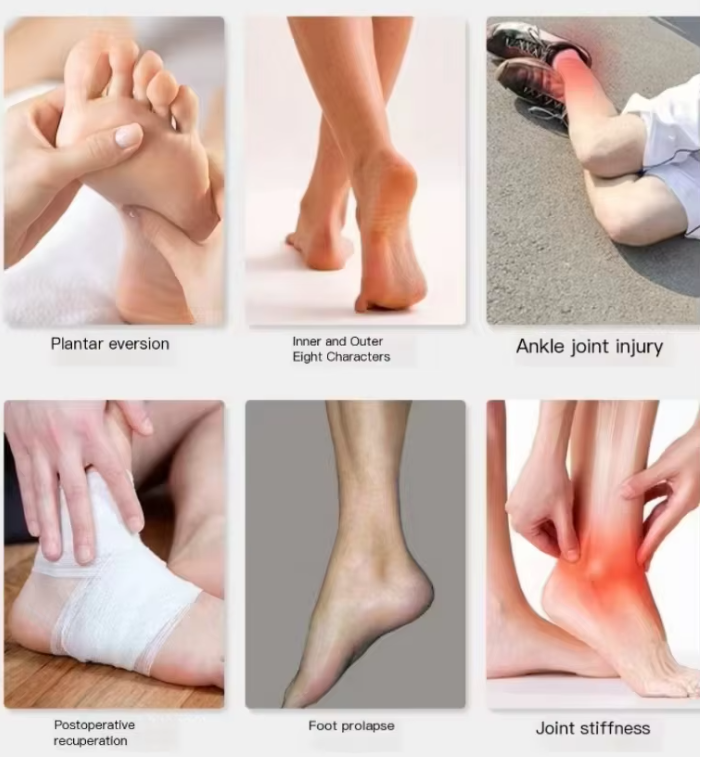 Plantar eversion
Inner and Outer
Eight Characters
Ankle joint injury
Postoperative
recuperation
Foot prolapse
Joint stiffness